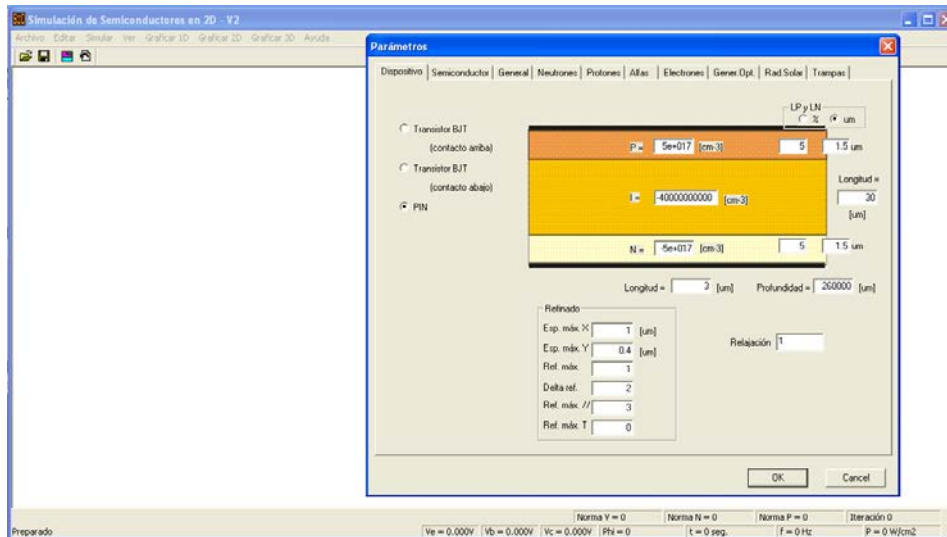 Simulación de Semiconductores en 2D - V2
Archivo Editar Simular Ver Graficar 1D Graficar 2D Graficar 3D Ayuda
Parámetros
Dispositivo Semiconductor General Neutrones Protones Alfas Electrones Gener.Opt. Rad.Solar Trampas
LP y LN
% um
Transistor BJT
(contacto arriba)
P = 5e+017 [cm-3] 5 1.5 um
Transistor BJT
(contacto abajo)
Longitud =
30
[um]
PIN
I = -40000000000 [cm-3]
N = -5e+017 [cm-3] 5 1.5 um
Longitud = 3 [um] Profundidad = 260000 [um]
Refinado
Esp. máx. X 1 [um]
Esp. máx. Y 0.4 [um]
Ref. máx. 1
Delta ref. 2
Ref. máx. // 3
Ref. máx. T 0
Relajación 1
OK Cancel
Norma V = 0 Norma N = 0 Norma P = 0 Iteración 0
Preparado Ve = 0.000V Vb = 0.000V Vc = 0.000V Phi = 0 t = 0 seg. f = 0 Hz P = 0 W/cm2